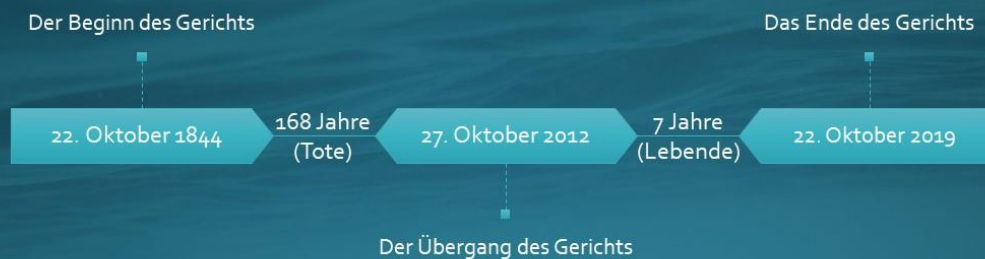 Der Beginn des Gerichts
Das Ende des Gerichts
22. Oktober 1844
168 Jahre
(Tote)
27. Oktober 2012
7 Jahre
(Lebende)
22. Oktober 2019
Der Übergang des Gerichts